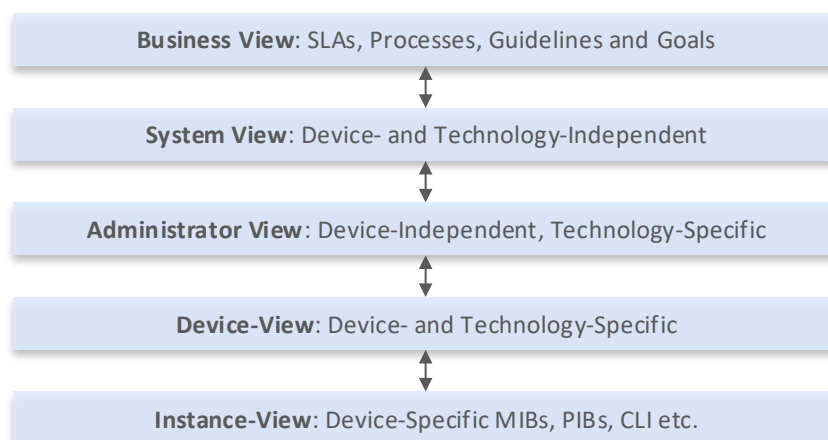 Business View: SLAs, Processes, Guidelines and Goals
System View: Device- and Technology-Independent
Administrator View: Device-Independent, Technology-Specific
Device-View: Device- and Technology-Specific
Instance-View: Device-Specific MIBs, PIBs, CLI etc.